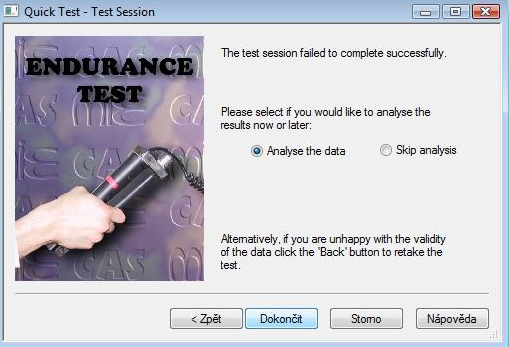 Quick Test - Test Session
ENDURANCE
TEST
The test session failed to complete successfully.
Please select if you would like to analyse the
results now or later:
Analyse the data
Skip analysis
Alternatively, if you are unhappy with the validity
of the data click the 'Back' button to retake the
test.
< Zpět
Dokončit
Storno
Nápověda